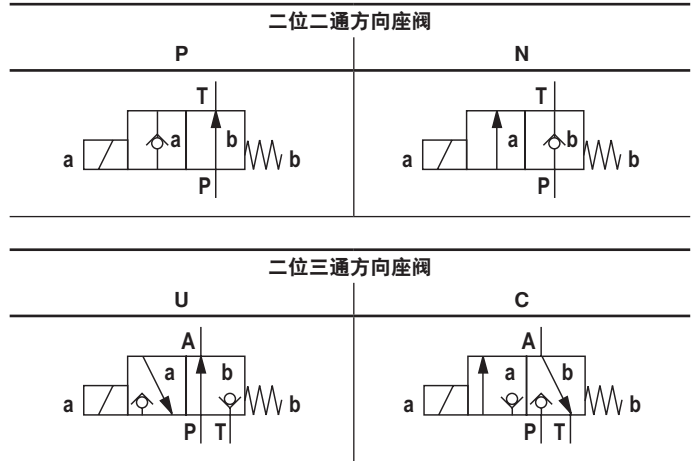 二位二通方向座阀
P N
T T
a a b b a a b b
P P
二位三通方向座阀
U C
A A
a a b b a a b b
P T P T